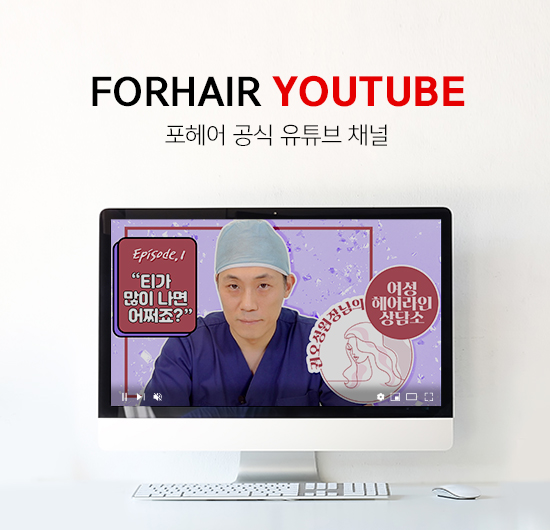 FORHAIR YOUTUBE
포헤어 공식 유튜브 채널
Episode.1
“티가
많이 나면
어쩌죠?”
권오성원장님의
여성
헤어라인
상담소